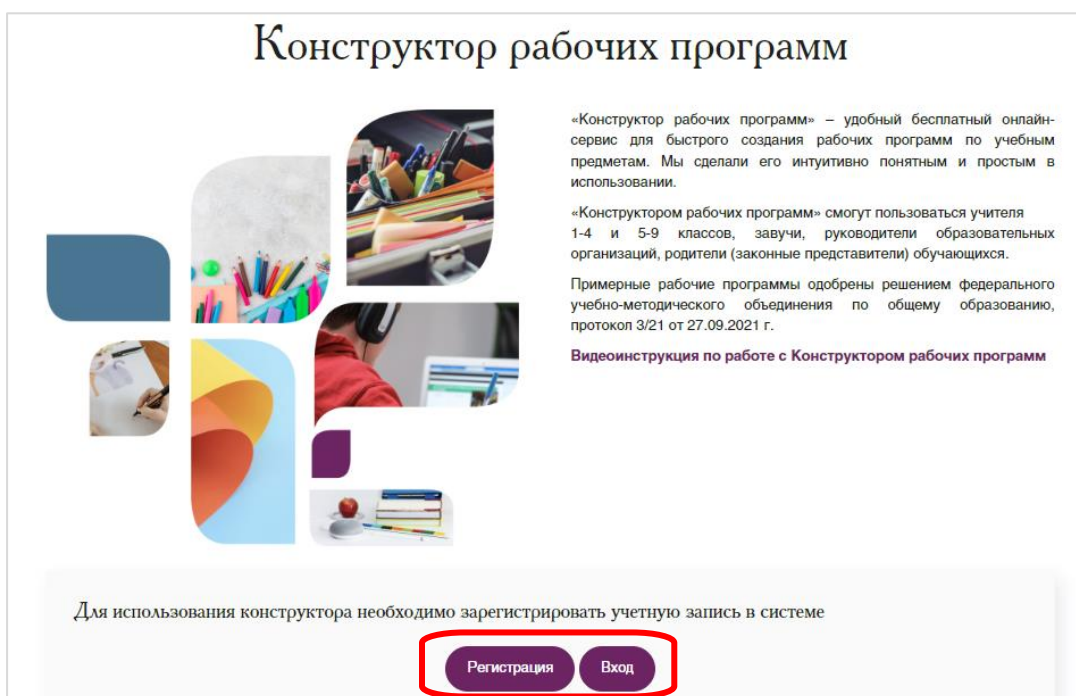 Конструктор рабочих программ
«Конструктор рабочих программ» – удобный бесплатный онлайн-
сервис для быстрого создания рабочих программ по учебным
предметам. Мы сделали его интуитивно понятным и простым в
использовании.
«Конструктором рабочих программ» смогут пользоваться учителя
1-4 и 5-9 классов, завучи, руководители образовательных
организаций, родители (законные представители) обучающихся.
Примерные рабочие программы одобрены решением федерального
учебно-методического объединения по общему образованию,
протокол 3/21 от 27.09.2021 г.
Видеоинструкция по работе с Конструктором рабочих программ
Для использования конструктора необходимо зарегистрировать учетную запись в системе
Регистрация Вход